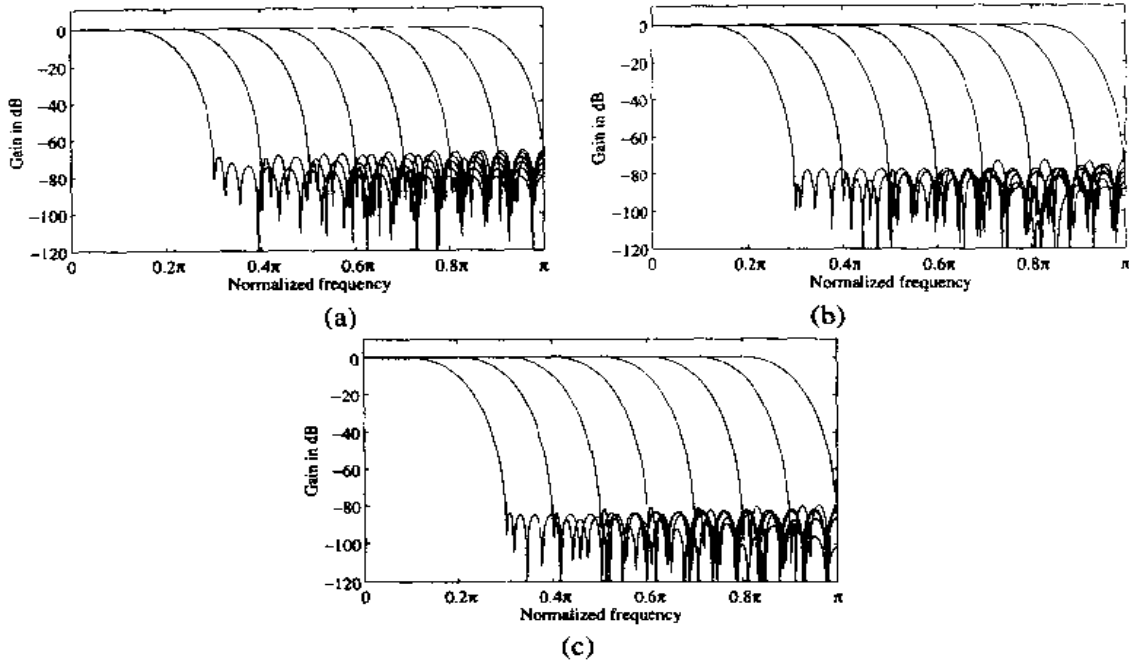 0
−20
−40
−60
−80
−100
−120
Gain in dB
0 0.2π 0.4π 0.6π 0.8π π
Normalized frequency
(a)
0
−20
−40
−60
−80
−100
−120
Gain in dB
0 0.2π 0.4π 0.6π 0.8π π
Normalized frequency
(b)
0
−20
−40
−60
−80
−100
−120
Gain in dB
0 0.2π 0.4π 0.6π 0.8π π
Normalized frequency
(c)